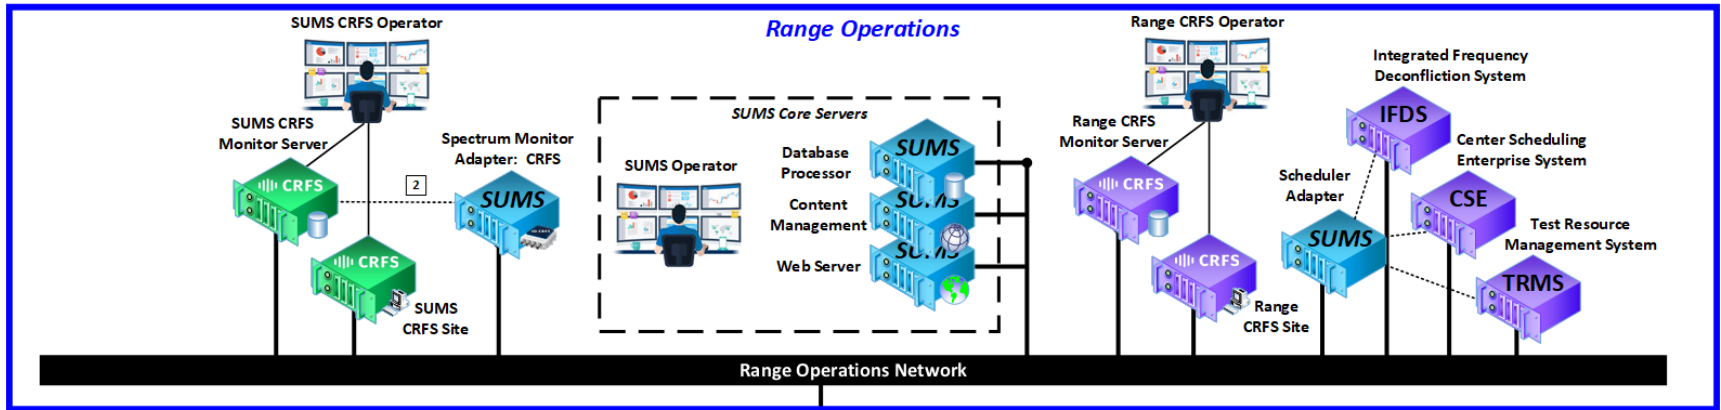 Range Operations
SUMS CRFS Operator
SUMS CRFS
Monitor Server
CRFS
2
Spectrum Monitor
Adapter: CRFS
SUMS
CRFS
SUMS
CRFS Site
SUMS Core Servers
SUMS Operator
Database
Processor
SUMS
Content
Management
SUMS
Web Server
SUMS
Range CRFS Operator
Range CRFS
Monitor Server
CRFS
CRFS
Range
CRFS Site
Integrated Frequency
Deconfliction System
IFDS
Center Scheduling
Enterprise System
CSE
Scheduler
Adapter
SUMS
Test Resource
Management System
TRMS
Range Operations Network